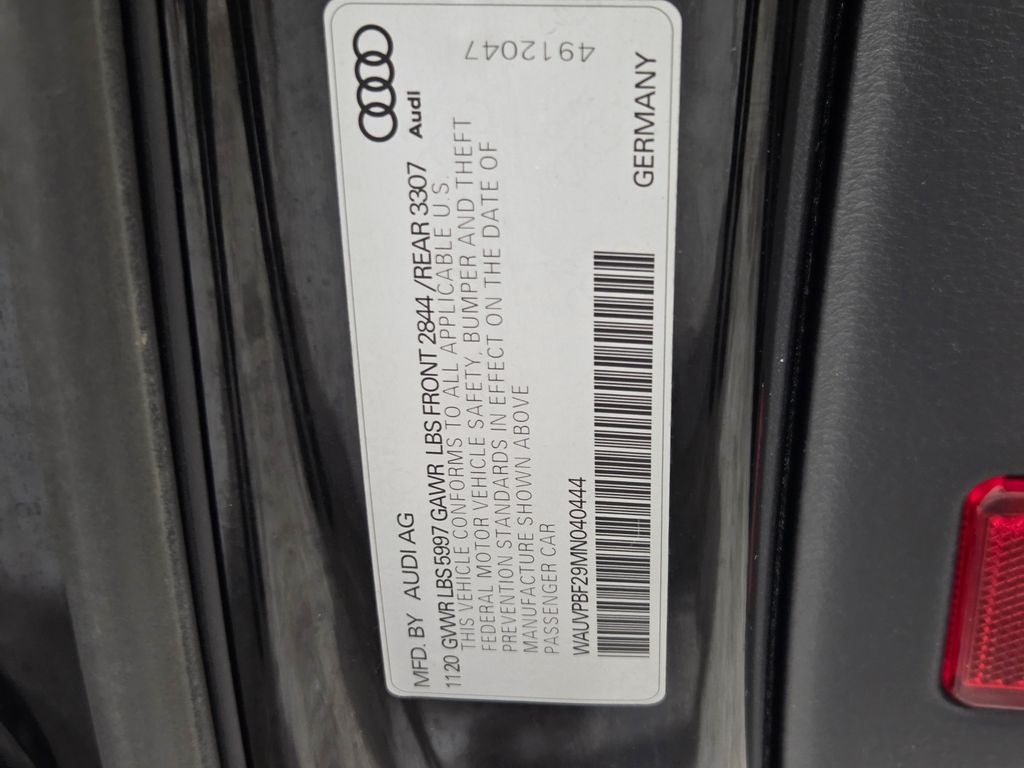 MFD. BY AUDI AG
1120 GVWR LBS 5997 GAWR LBS FRONT 2844 /REAR 3307
THIS VEHICLE CONFORMS TO ALL APPLICABLE U.S.
FEDERAL MOTOR VEHICLE SAFETY, BUMPER AND THEFT
PREVENTION STANDARDS IN EFFECT ON THE DATE OF
MANUFACTURE SHOWN ABOVE
PASSENGER CAR
WAUVPBF29MN040444
Audi
4912047
GERMANY